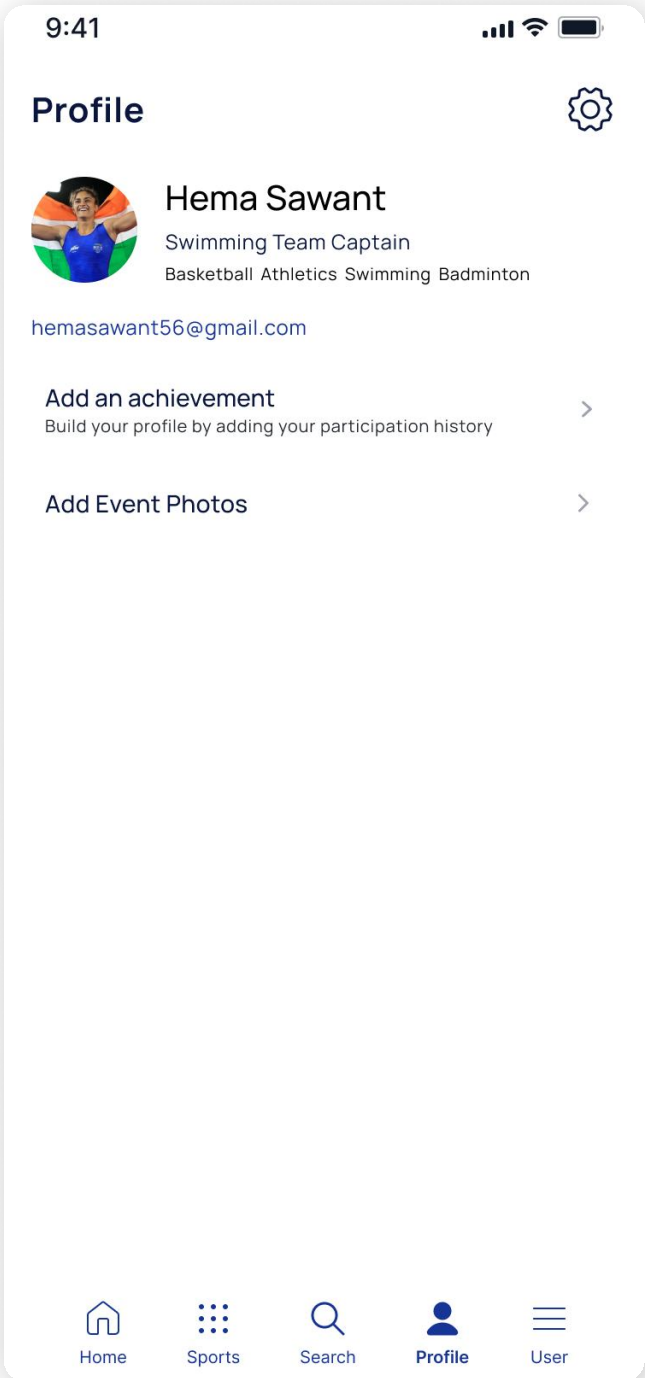 9:41
Profile
Hema Sawant
Swimming Team Captain
Basketball Athletics Swimming Badminton
hemasawant56@gmail.com
Add an achievement
Build your profile by adding your participation history
Add Event Photos
Home Sports Search Profile User